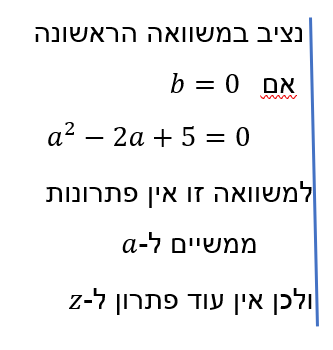 נציב במשוואה הראשונה
אם b = 0
a² − 2a + 5 = 0
למשוואה זו אין פתרונות
ממשיים ל-a
ולכן אין עוד פתרון ל-z